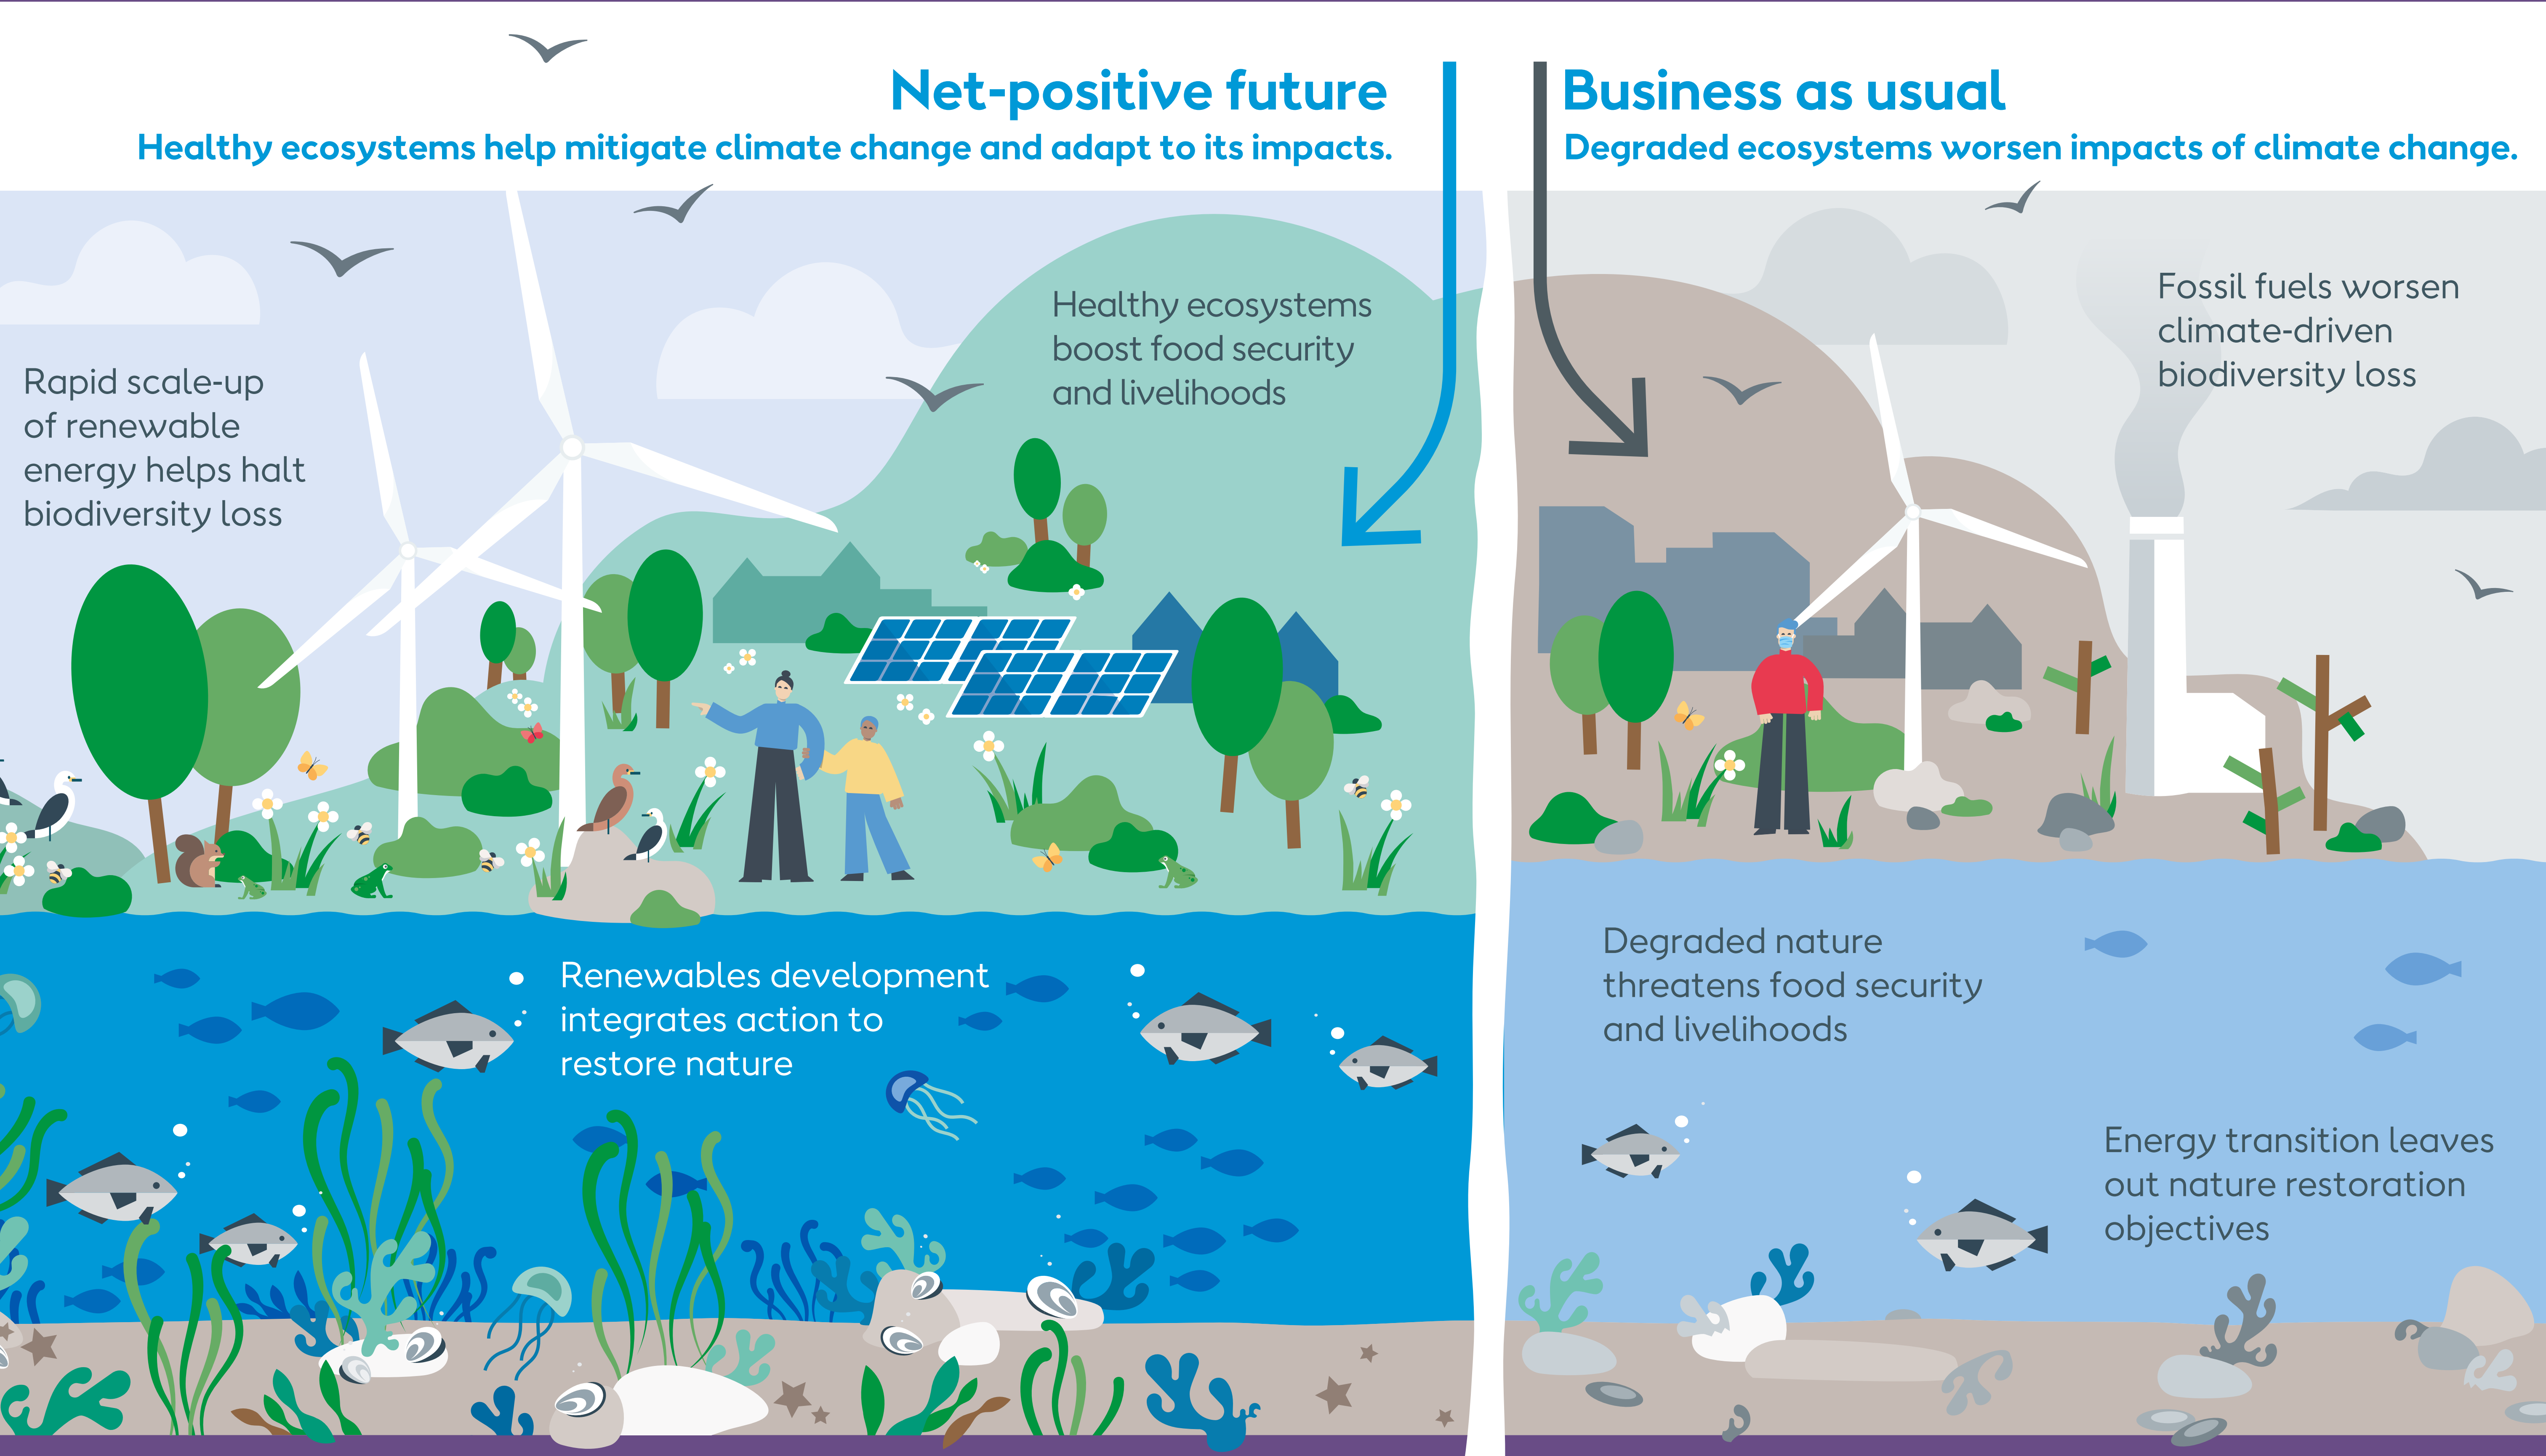 Net-positive future
Healthy ecosystems help mitigate climate change and adapt to its impacts.
Rapid scale-up
of renewable
energy helps halt
biodiversity loss
Healthy ecosystems
boost food security
and livelihoods
Renewables development
integrates action to
restore nature
Business as usual
Degraded ecosystems worsen impacts of climate change.
Fossil fuels worsen
climate-driven
biodiversity loss
Degraded nature
threatens food security
and livelihoods
Energy transition leaves
out nature restoration
objectives